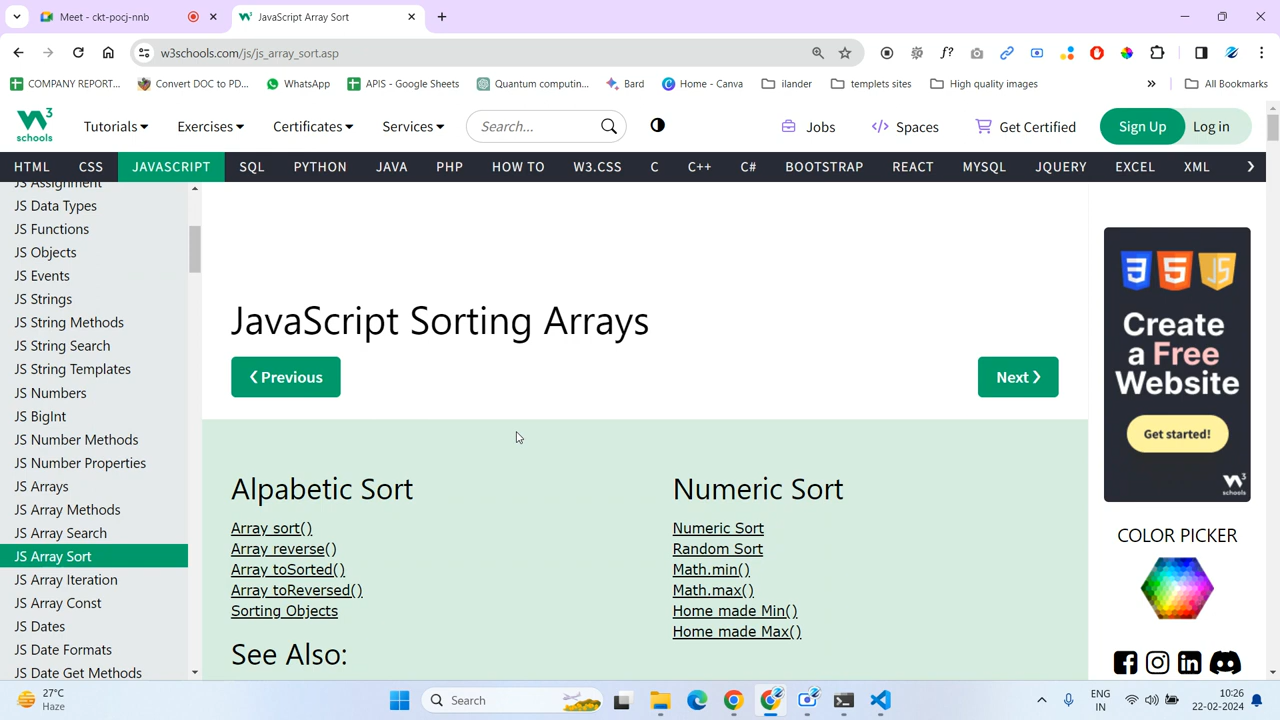 Meet - ckt-pocj-nnb
JavaScript Array Sort
w3schools.com/js/js_array_sort.asp
f?
COMPANY REPORT...
Convert DOC to PD...
WhatsApp
APIS - Google Sheets
Quantum computin...
Bard
Home - Canva
ilander
templets sites
High quality images
»
All Bookmarks
W3
schools
Tutorials
Exercises
Certificates
Services
Search...
Jobs
Spaces
Get Certified
Sign Up
Log in
HTML CSS JAVASCRIPT SQL PYTHON JAVA PHP HOW TO W3.CSS C C++ C# BOOTSTRAP REACT MYSQL JQUERY EXCEL XML
JS Assignment
JS Data Types
JS Functions
JS Objects
JS Events
JS Strings
JS String Methods
JS String Search
JS String Templates
JS Numbers
JS BigInt
JS Number Methods
JS Number Properties
JS Arrays
JS Array Methods
JS Array Search
JS Array Sort
JS Array Iteration
JS Array Const
JS Dates
JS Date Formats
JS Date Get Methods
JavaScript Sorting Arrays
❮ Previous
Next ❯
Alpabetic Sort
Array sort()
Array reverse()
Array toSorted()
Array toReversed()
Sorting Objects
See Also:
Numeric Sort
Numeric Sort
Random Sort
Math.min()
Math.max()
Home made Min()
Home made Max()
3 5 JS
Create
a Free
Website
Get started!
W3
schools
COLOR PICKER
27°C
Haze
Search
ENG
IN
10:26
22-02-2024